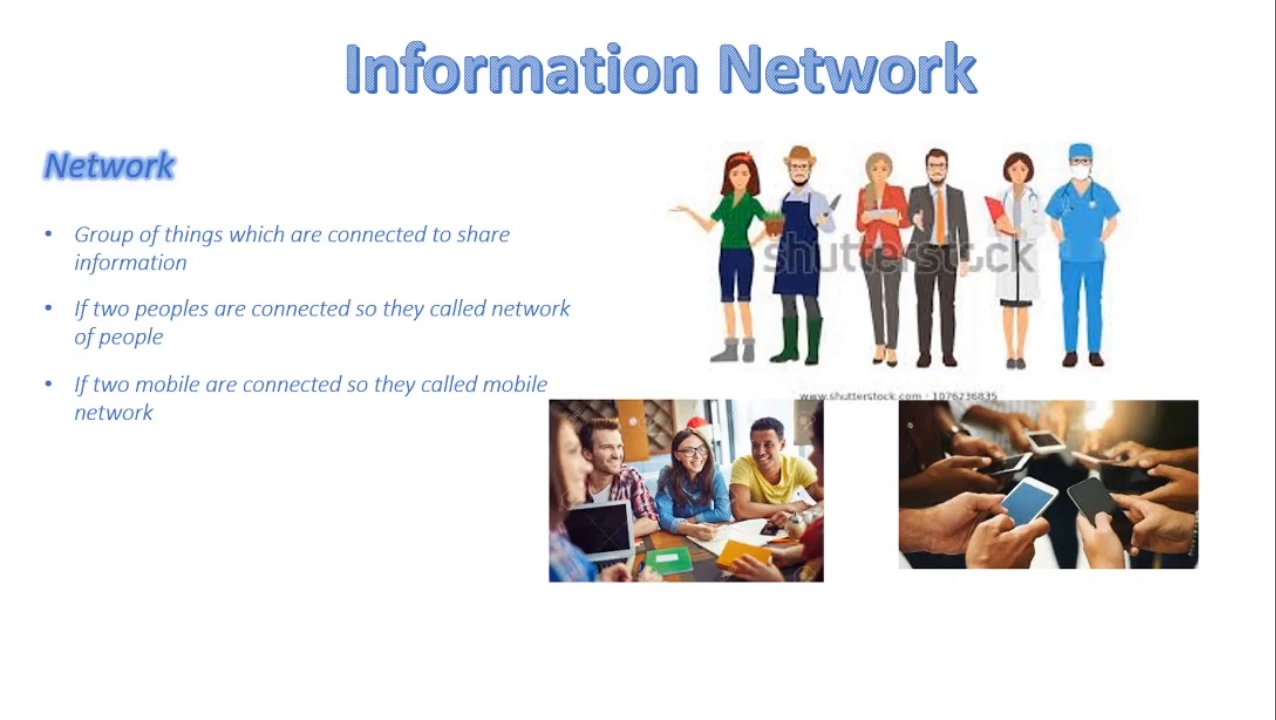 Information Network
Network
• Group of things which are connected to share
information
• If two peoples are connected so they called network
of people
• If two mobile are connected so they called mobile
network
shutterstock
www.shutterstock.com · 1076236835